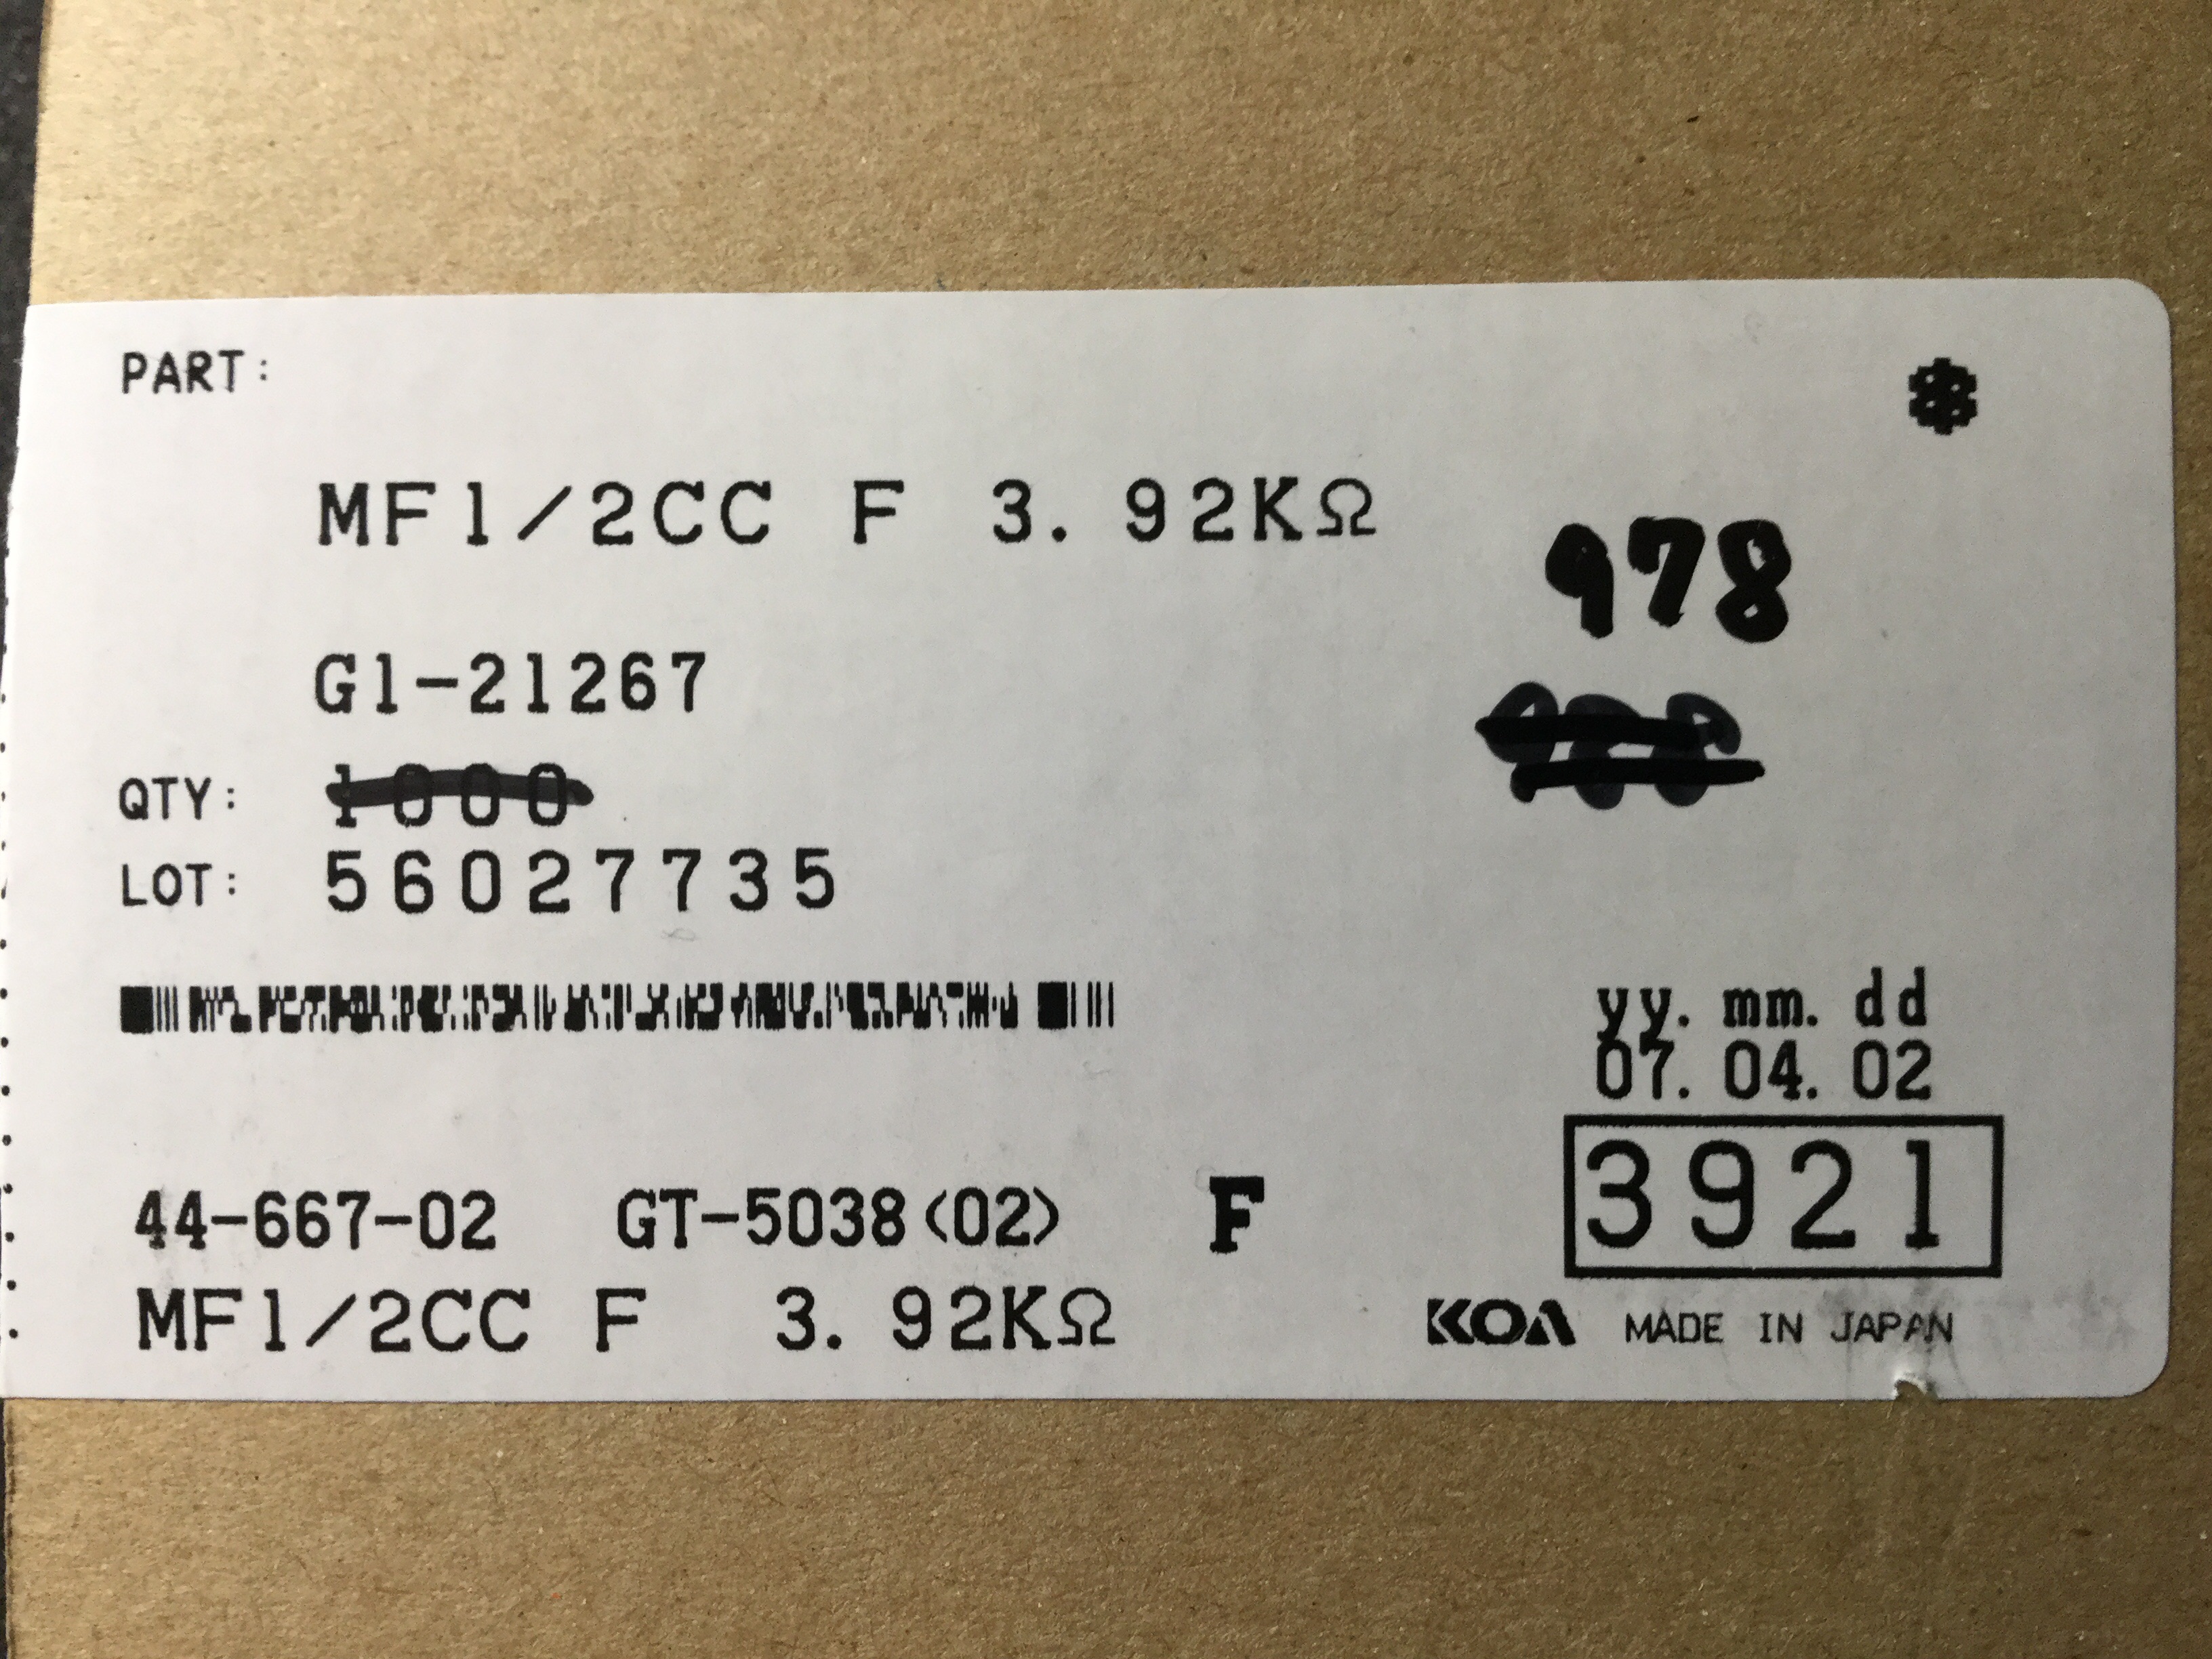 PART:
*
MF1/2CC F 3.92KΩ
978
G1-21267
QTY: 1000
LOT: 56027735
yy.mm.dd
07.04.02
3921
44-667-02 GT-5038(02) F
MF1/2CC F 3.92KΩ
KOA MADE IN JAPAN